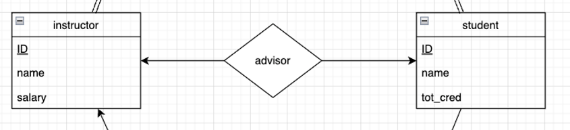 instructor
ID
name
salary
advisor
student
ID
name
tot_cred